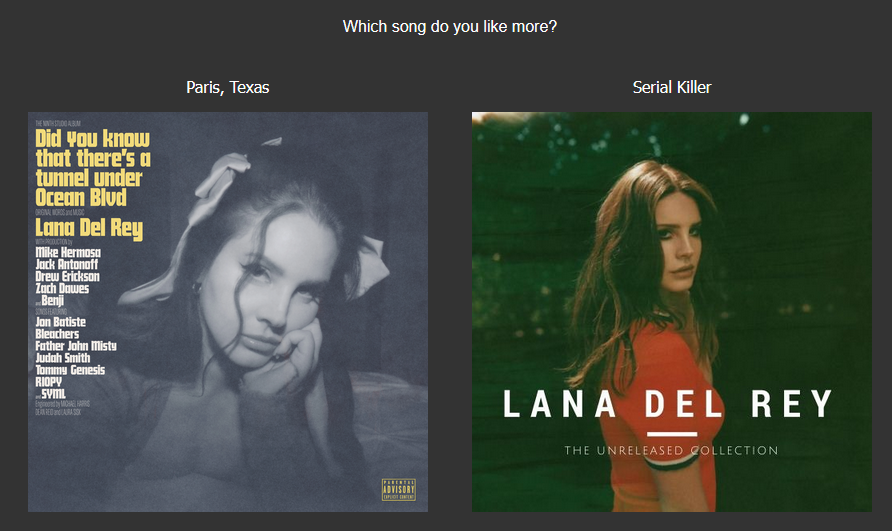 Which song do you like more?
Paris, Texas
Serial Killer
THE NINTH STUDIO ALBUM
Did You know
that there's a
tunnel under
Ocean Blvd
ORIGINAL WORDS and MUSIC
Lana Del Rey
WITH PRODUCTION by
Mike Hermosa
Jack Antonoff
Drew Erickson
Zach Dawes
and Benji
SONGS FEATURING
Jon Batiste
Bleachers
Father John Misty
Judah Smith
Tommy Genesis
RIOPY
and SYML
Engineered by MICHAEL HARRIS
DEAN REID and LAURA SISK
PARENTAL
ADVISORY
EXPLICIT CONTENT
LANA DEL REY
THE UNRELEASED COLLECTION